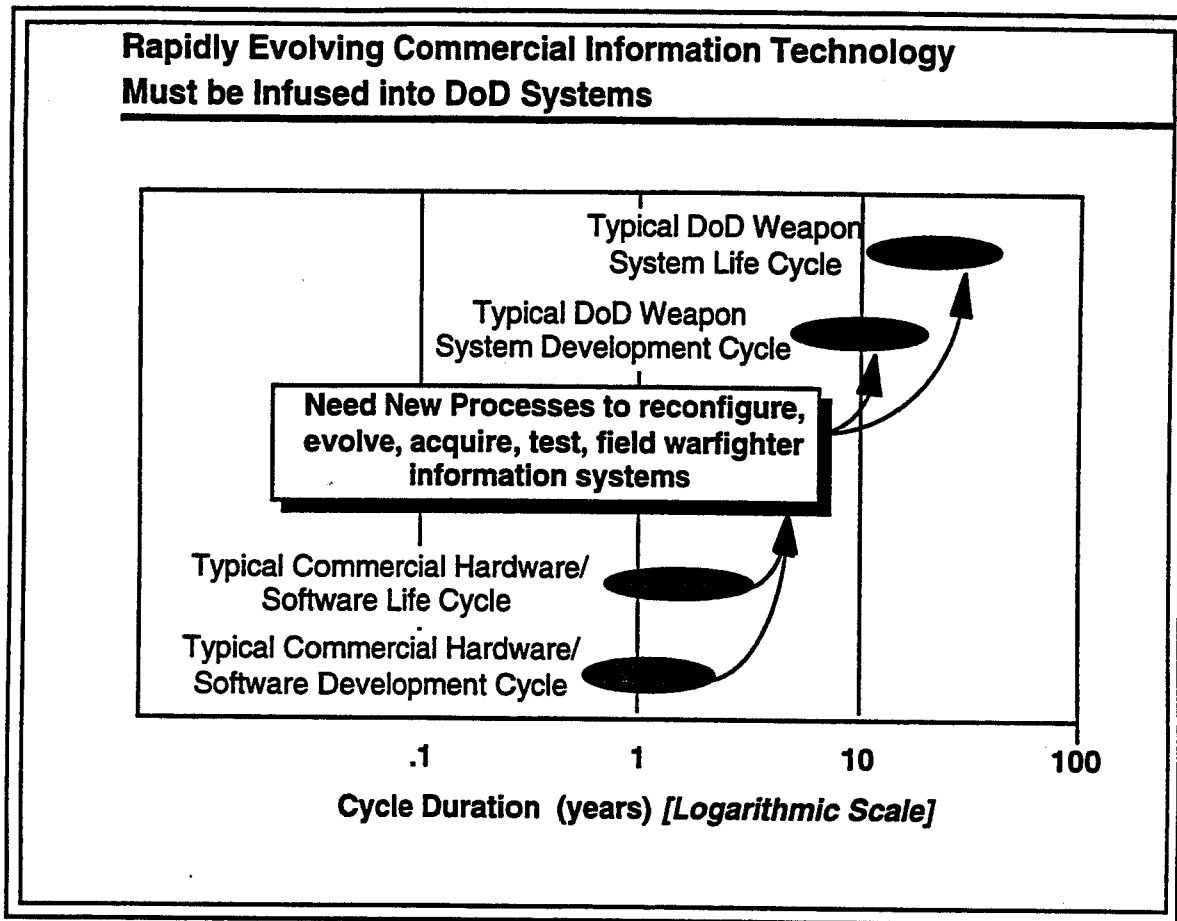 Rapidly Evolving Commercial Information Technology
Must be Infused into DoD Systems
Typical DoD Weapon
System Life Cycle
Typical DoD Weapon
System Development Cycle
Need New Processes to reconfigure,
evolve, acquire, test, field warfighter
information systems
Typical Commercial Hardware/
Software Life Cycle
Typical Commercial Hardware/
Software Development Cycle
.1 1 10 100
Cycle Duration (years) [Logarithmic Scale]